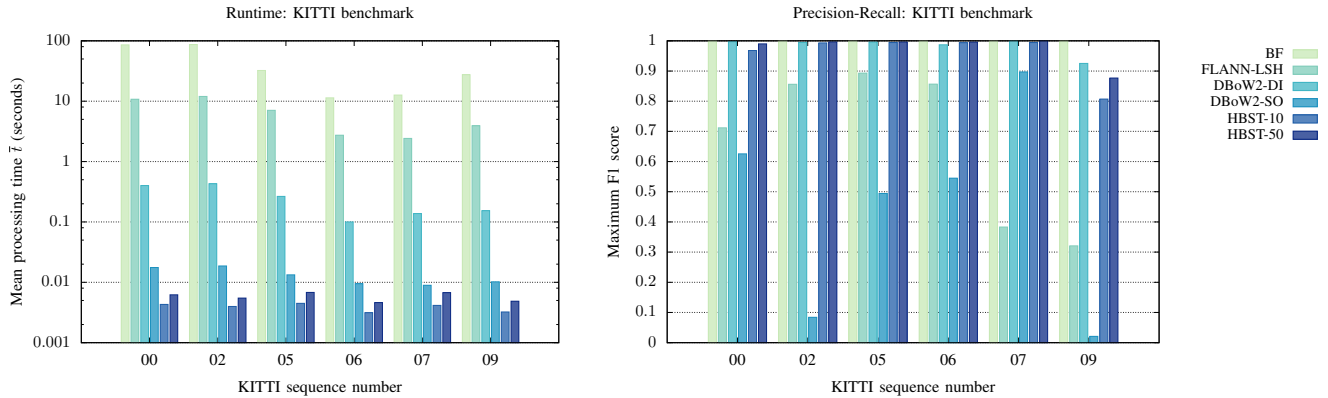 Runtime: KITTI benchmark
Mean processing time t̅ (seconds)
100
10
1
0.1
0.01
0.001
00 02 05 06 07 09
KITTI sequence number
Precision-Recall: KITTI benchmark
Maximum F1 score
1
0.9
0.8
0.7
0.6
0.5
0.4
0.3
0.2
0.1
0
00 02 05 06 07 09
KITTI sequence number
BF
FLANN-LSH
DBoW2-DI
DBoW2-SO
HBST-10
HBST-50